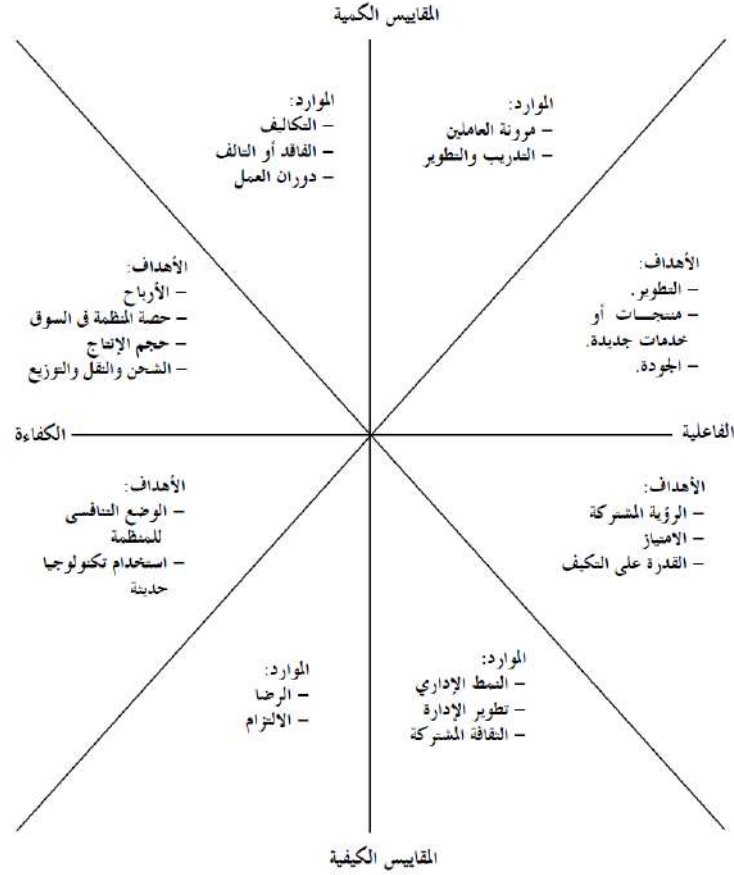 المقاييس الكمية
الموارد:
– مرونة العاملين
– التدريب والتطوير
الموارد:
– التكاليف
– الفاقد أو التالف
– دوران العمل
الأهداف:
– التطوير.
– منتجــات أو
خدمات جديدة.
– الجودة.
الأهداف:
– الأرباح
– حصة المنظمة فى السوق
– حجم الإنتاج
– الشحن والنقل والتوزيع
الفاعلية
الكفاءة
الأهداف:
– الرؤية المشتركة
– الامتياز
– القدرة على التكيف
الأهداف:
– الوضع التنافسى
للمنظمة
– استخدام تكنولوجيا
حديثة
الموارد:
– النمط الإداري
– تطوير الإدارة
– الثقافة المشتركة
الموارد:
– الرضا
– الالتزام
المقاييس الكيفية